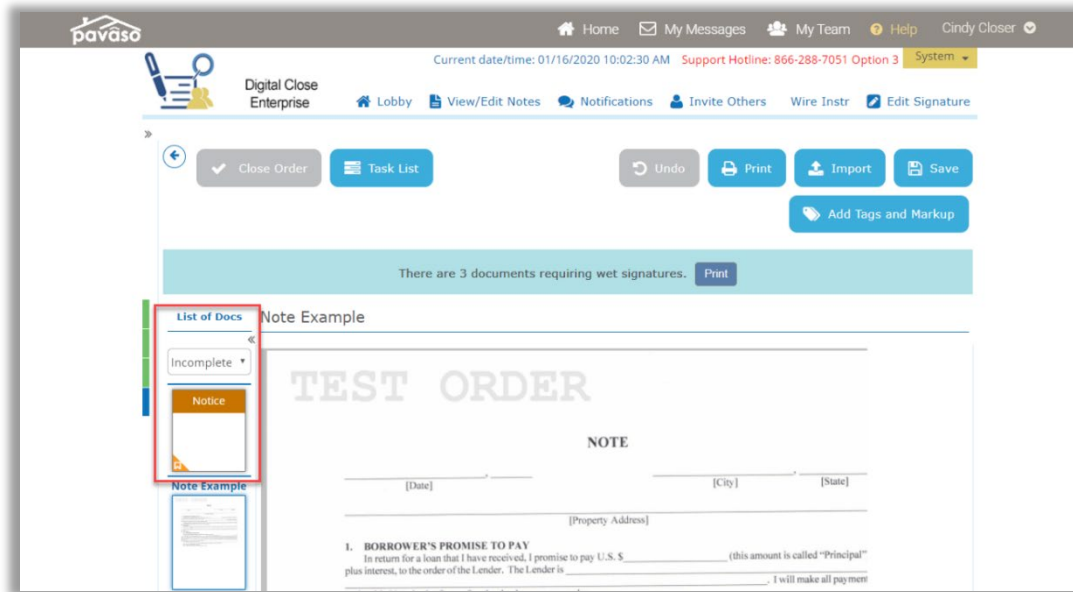 pavaso Home My Messages My Team Help Cindy Closer
Current date/time: 01/16/2020 10:02:30 AM Support Hotline: 866-288-7051 Option 3 System
Digital Close
Enterprise
Lobby View/Edit Notes Notifications Invite Others Wire Instr Edit Signature
Close Order Task List Undo Print Import Save
Add Tags and Markup
There are 3 documents requiring wet signatures. Print
List of Docs
Note Example
Incomplete
Notice
Note Example
TEST ORDER
NOTE
[Date] [City] [State]
[Property Address]
1. BORROWER'S PROMISE TO PAY
In return for a loan that I have received, I promise to pay U.S. $ (this amount is called "Principal"
plus interest, to the order of the Lender. The Lender is
. I will make all payment